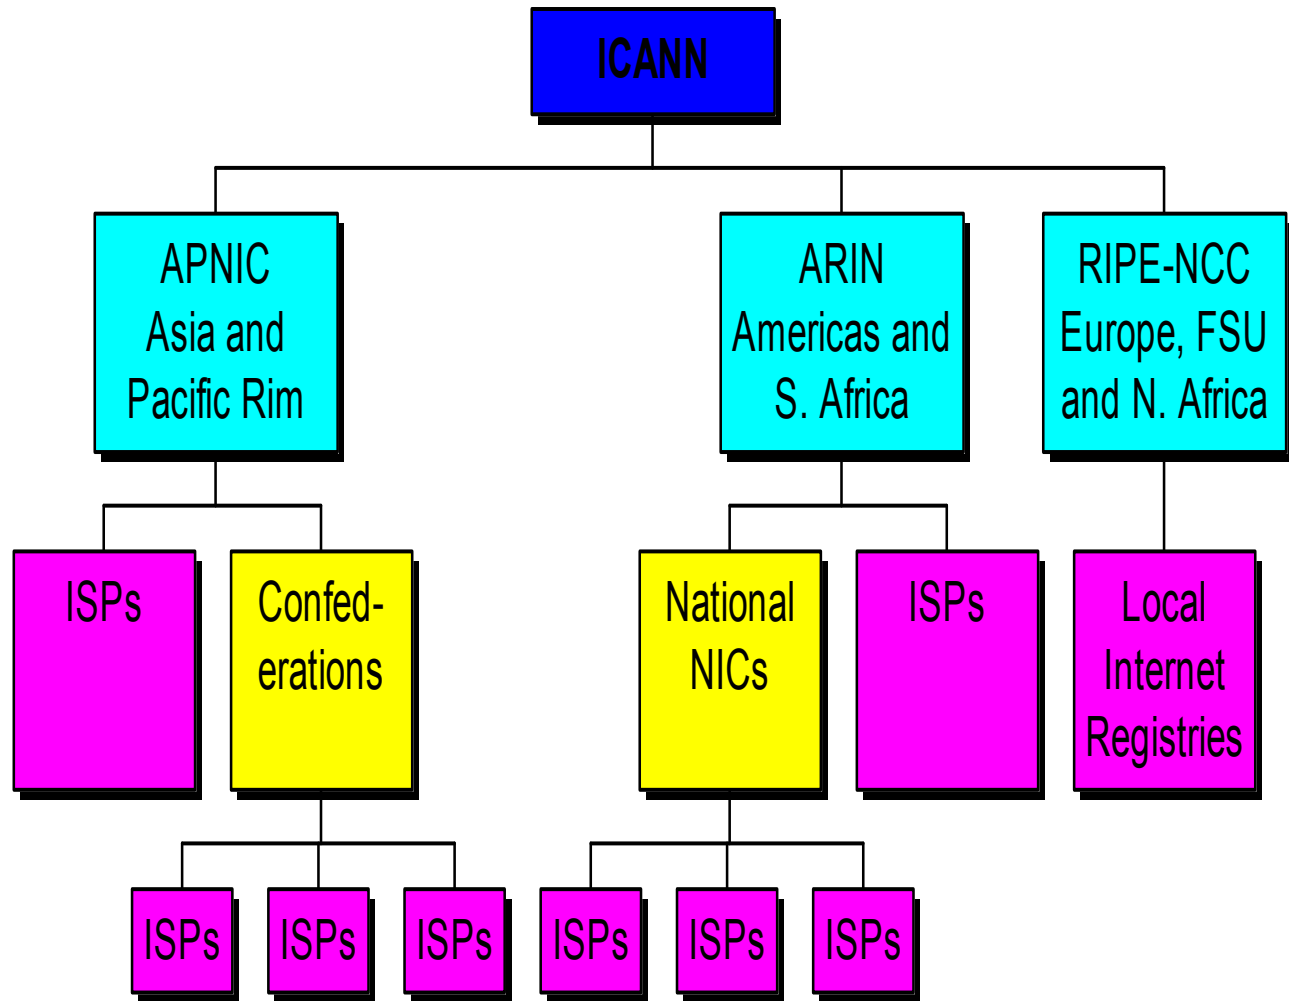 ICANN
APNIC
Asia and
Pacific Rim
ARIN
Americas and
S. Africa
RIPE-NCC
Europe, FSU
and N. Africa
ISPs
Confed-
erations
National
NICs
ISPs
Local
Internet
Registries
ISPs
ISPs
ISPs
ISPs
ISPs
ISPs